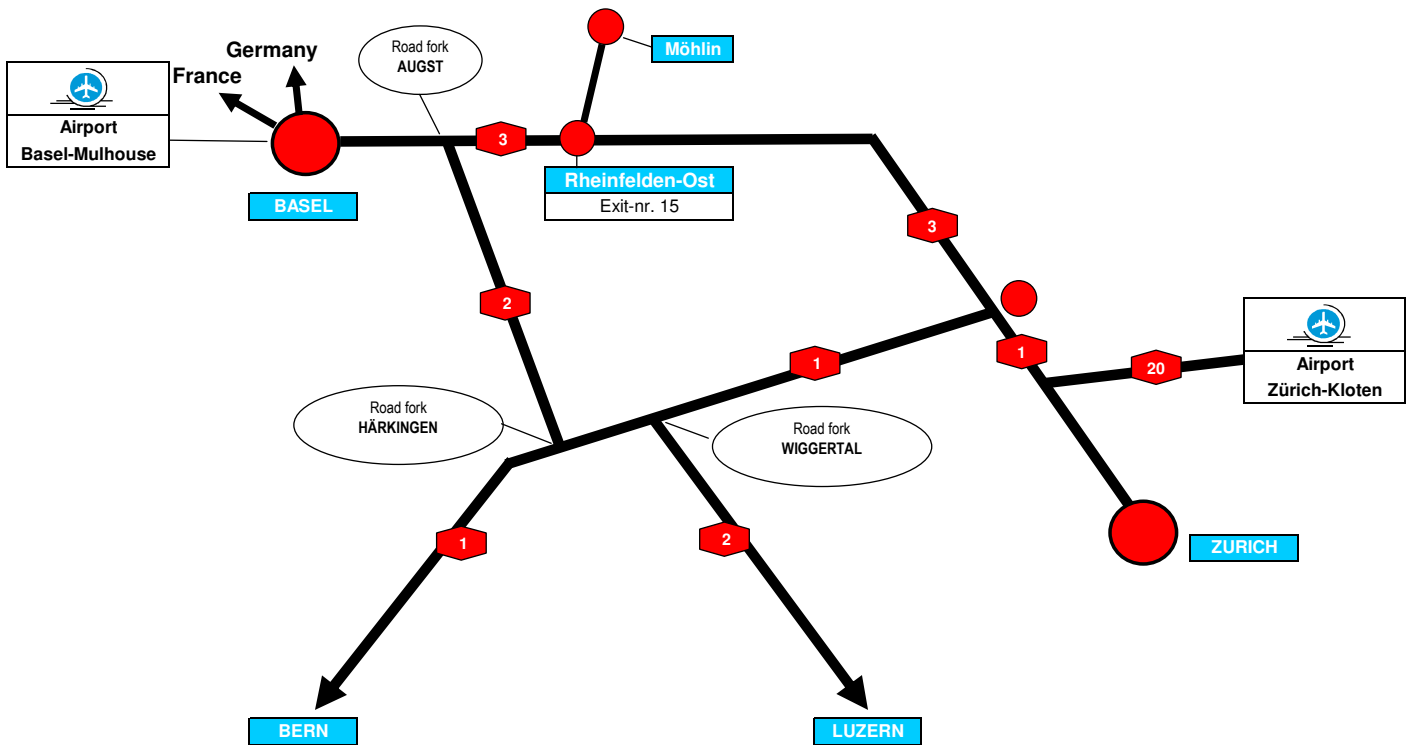 Germany
France
Airport
Basel-Mulhouse
BASEL
Road fork
AUGST
3
Möhlin
Rheinfelden-Ost
Exit-nr. 15
3
2
1
1
20
Airport
Zürich-Kloten
Road fork
HÄRKINGEN
Road fork
WIGGERTAL
1
2
ZURICH
BERN
LUZERN